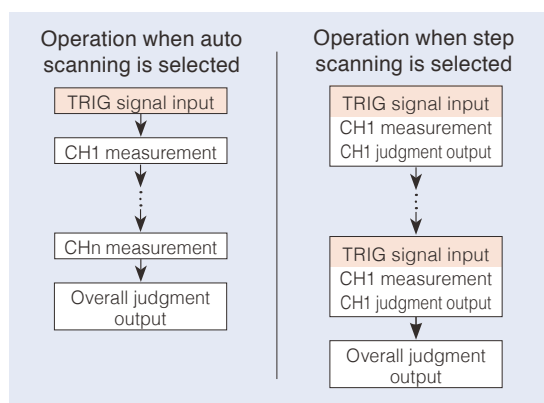 Operation when auto
scanning is selected
TRIG signal input
CH1 measurement
CHn measurement
Overall judgment
output
Operation when step
scanning is selected
TRIG signal input
CH1 measurement
CH1 judgment output
TRIG signal input
CH1 measurement
CH1 judgment output
Overall judgment
output